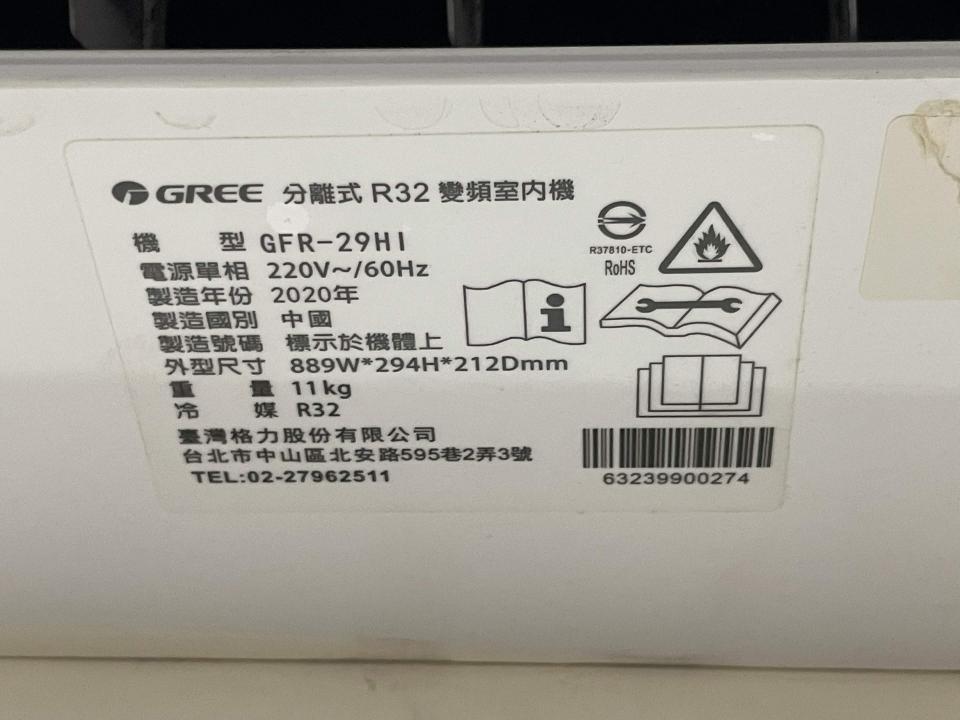 GREE 分離式 R32 變頻室內機
機 型 GFR-29HI
電源單相 220V～/60Hz
製造年份 2020年
製造國別 中國
製造號碼 標示於機體上
外型尺寸 889W*294H*212Dmm
重 量 11kg
冷 媒 R32
臺灣格力股份有限公司
台北市中山區北安路595巷2弄3號
TEL:02-27962511
R37810-ETC
RoHS
i
63239900274